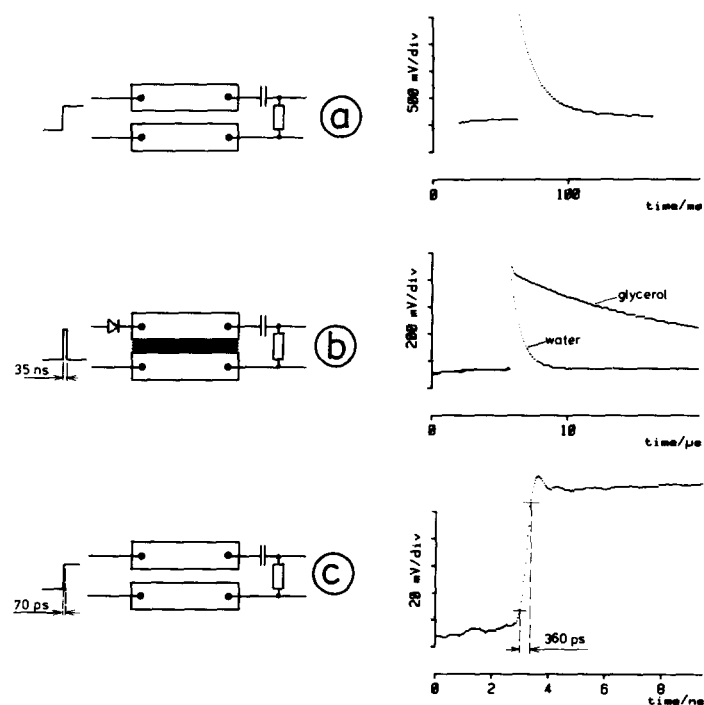 a
500 mV/div
0
100
time/ms
35 ns
b
200 mV/div
glycerol
water
0
10
time/µs
70 ps
c
20 mV/div
360 ps
0 2 4 6 8
time/ns